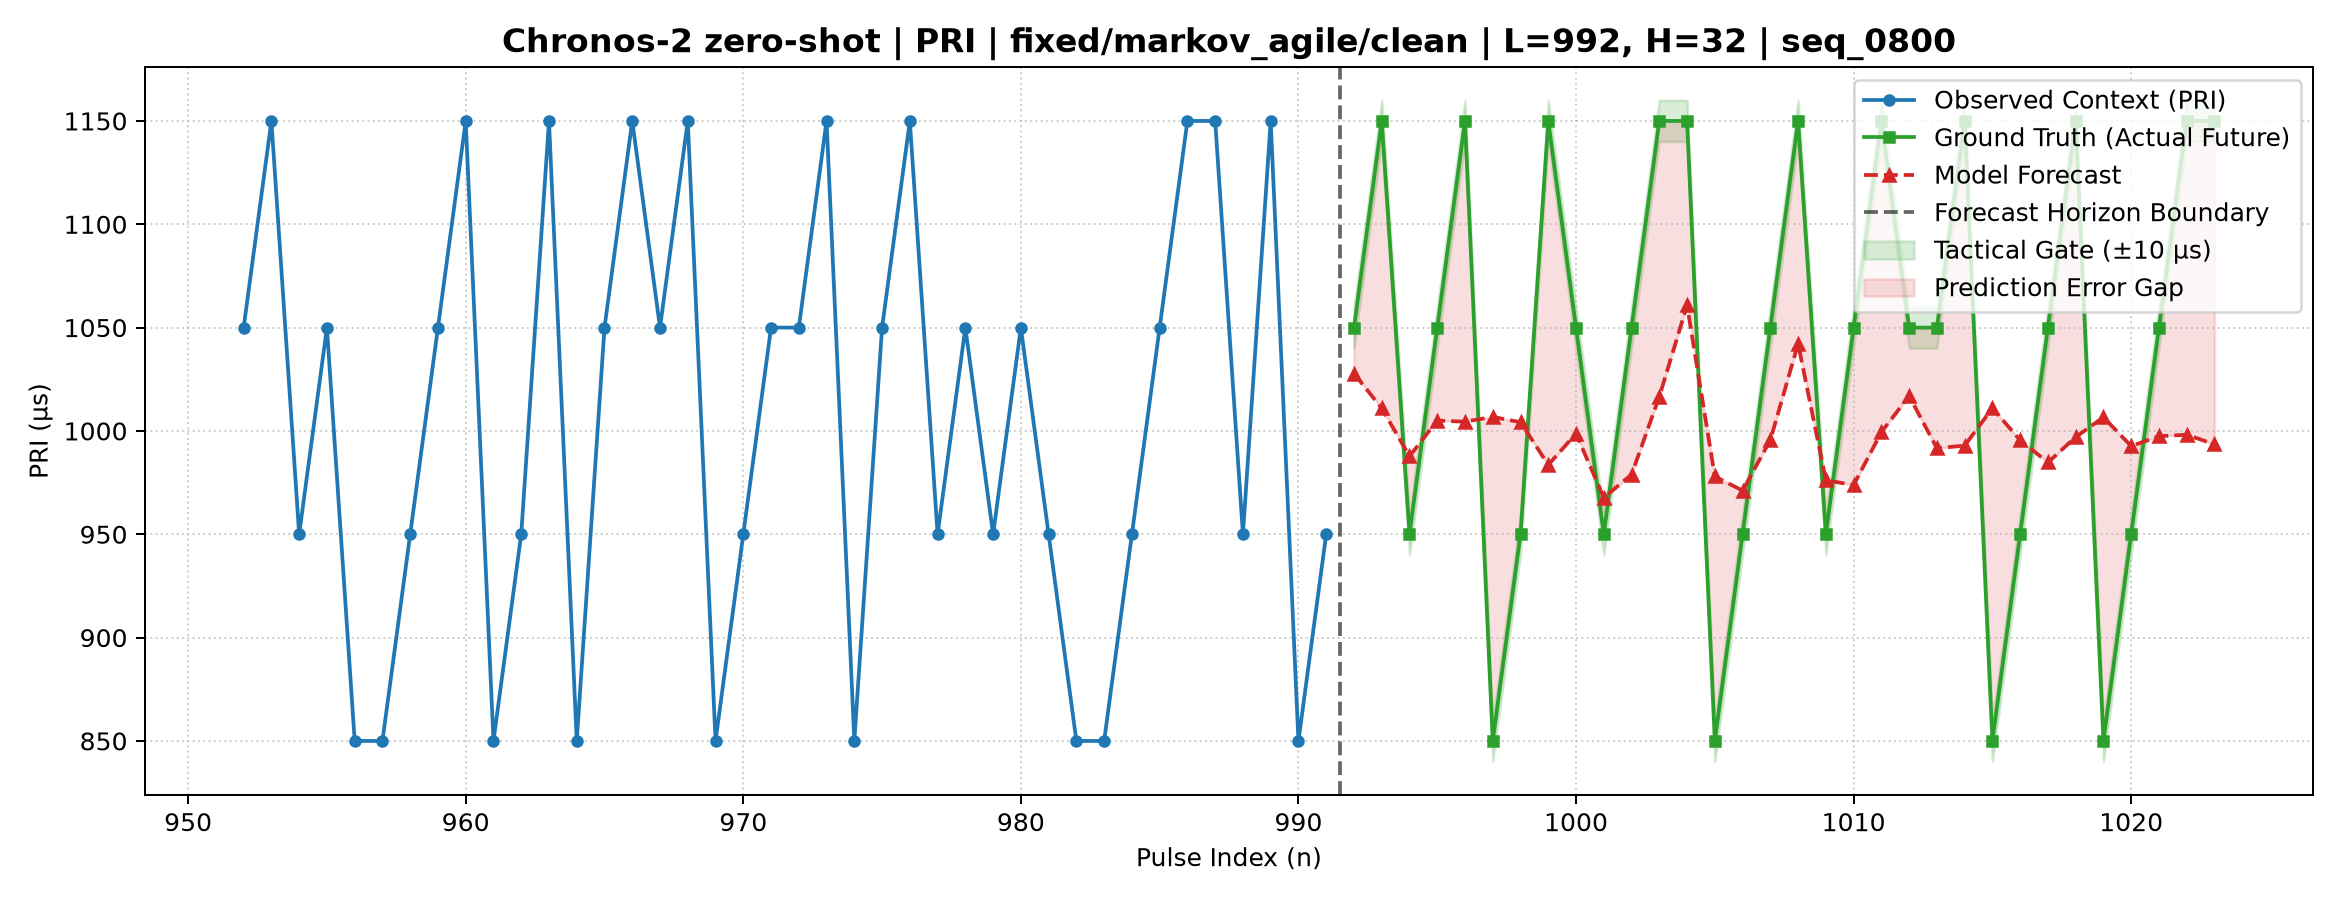 Chronos-2 zero-shot | PRI | fixed/markov_agile/clean | L=992, H=32 | seq_0800
Observed Context (PRI)
Ground Truth (Actual Future)
Model Forecast
Forecast Horizon Boundary
Tactical Gate (±10 µs)
Prediction Error Gap
PRI (µs)
1150
1100
1050
1000
950
900
850
950
960
970
980
990
1000
1010
1020
Pulse Index (n)